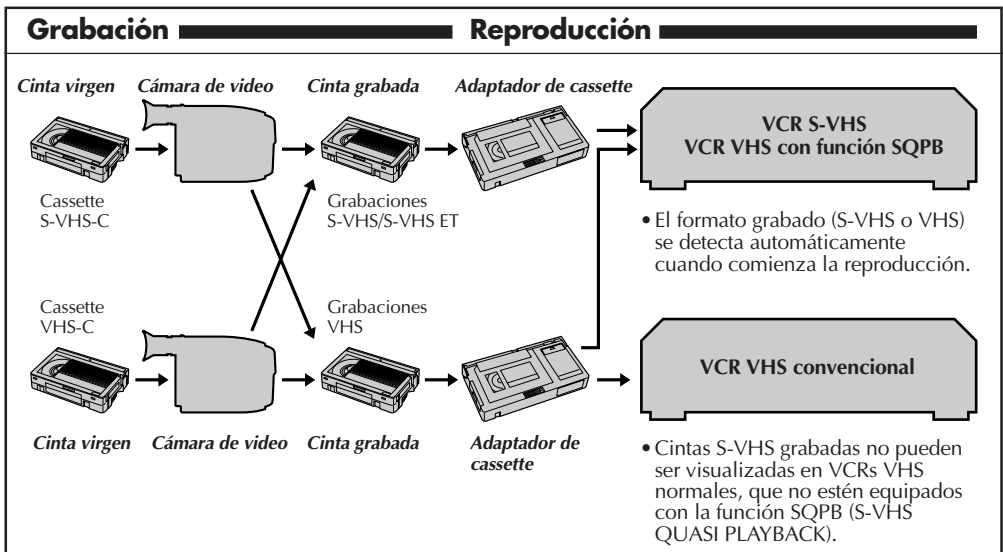 Grabación
Reproducción
Cinta virgen
Cámara de video
Cinta grabada
Adaptador de cassette
Cassette
S-VHS-C
Grabaciones
S-VHS/S-VHS ET
VCR S-VHS
VCR VHS con función SQPB
• El formato grabado (S-VHS o VHS)
se detecta automáticamente
cuando comienza la reproducción.
Cassette
VHS-C
Grabaciones
VHS
VCR VHS convencional
Cinta virgen
Cámara de video
Cinta grabada
Adaptador de
cassette
• Cintas S-VHS grabadas no pueden
ser visualizadas en VCRs VHS
normales, que no estén equipados
con la función SQPB (S-VHS
QUASI PLAYBACK).